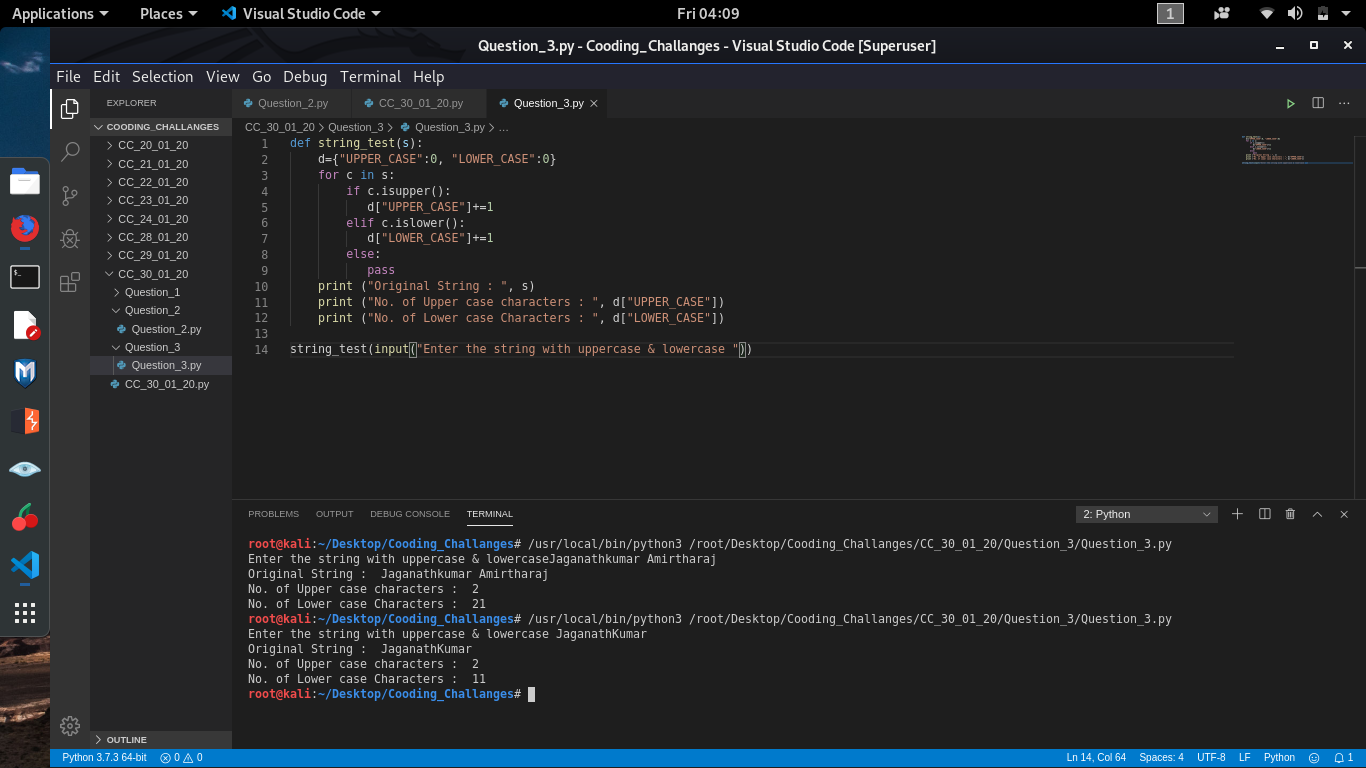 Applications Places Visual Studio Code Fri 04:09 1
Question_3.py - Cooding_Challanges - Visual Studio Code [Superuser]
File Edit Selection View Go Debug Terminal Help
EXPLORER
COODING_CHALLANGES
CC_20_01_20
CC_21_01_20
CC_22_01_20
CC_23_01_20
CC_24_01_20
CC_28_01_20
CC_29_01_20
CC_30_01_20
Question_1
Question_2
Question_2.py
Question_3
Question_3.py
CC_30_01_20.py
OUTLINE
Question_2.py CC_30_01_20.py Question_3.py
CC_30_01_20 > Question_3 > Question_3.py > ...
1 def string_test(s):
2 d={"UPPER_CASE":0, "LOWER_CASE":0}
3 for c in s:
4 if c.isupper():
5 d["UPPER_CASE"]+=1
6 elif c.islower():
7 d["LOWER_CASE"]+=1
8 else:
9 pass
10 print ("Original String : ", s)
11 print ("No. of Upper case characters : ", d["UPPER_CASE"])
12 print ("No. of Lower case Characters : ", d["LOWER_CASE"])
13
14 string_test(input("Enter the string with uppercase & lowercase "))
PROBLEMS OUTPUT DEBUG CONSOLE TERMINAL 2: Python
root@kali:~/Desktop/Cooding_Challanges# /usr/local/bin/python3 /root/Desktop/Cooding_Challanges/CC_30_01_20/Question_3/Question_3.py
Enter the string with uppercase & lowercaseJaganathkumar Amirtharaj
Original String :  Jaganathkumar Amirtharaj
No. of Upper case characters :  2
No. of Lower case Characters :  21
root@kali:~/Desktop/Cooding_Challanges# /usr/local/bin/python3 /root/Desktop/Cooding_Challanges/CC_30_01_20/Question_3/Question_3.py
Enter the string with uppercase & lowercase JaganathKumar
Original String :  JaganathKumar
No. of Upper case characters :  2
No. of Lower case Characters :  11
root@kali:~/Desktop/Cooding_Challanges#
Python 3.7.3 64-bit 0 0 Ln 14, Col 64 Spaces: 4 UTF-8 LF Python 1